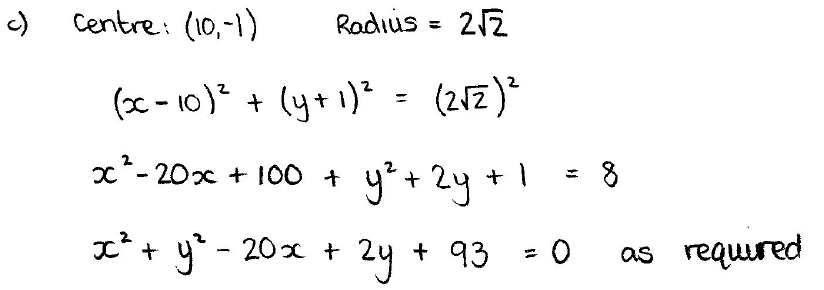 c) Centre: (10,-1) Radius = 2√2
(x - 10)² + (y + 1)² = (2√2)²
x² - 20x + 100 + y² + 2y + 1 = 8
x² + y² - 20x + 2y + 93 = 0 as required